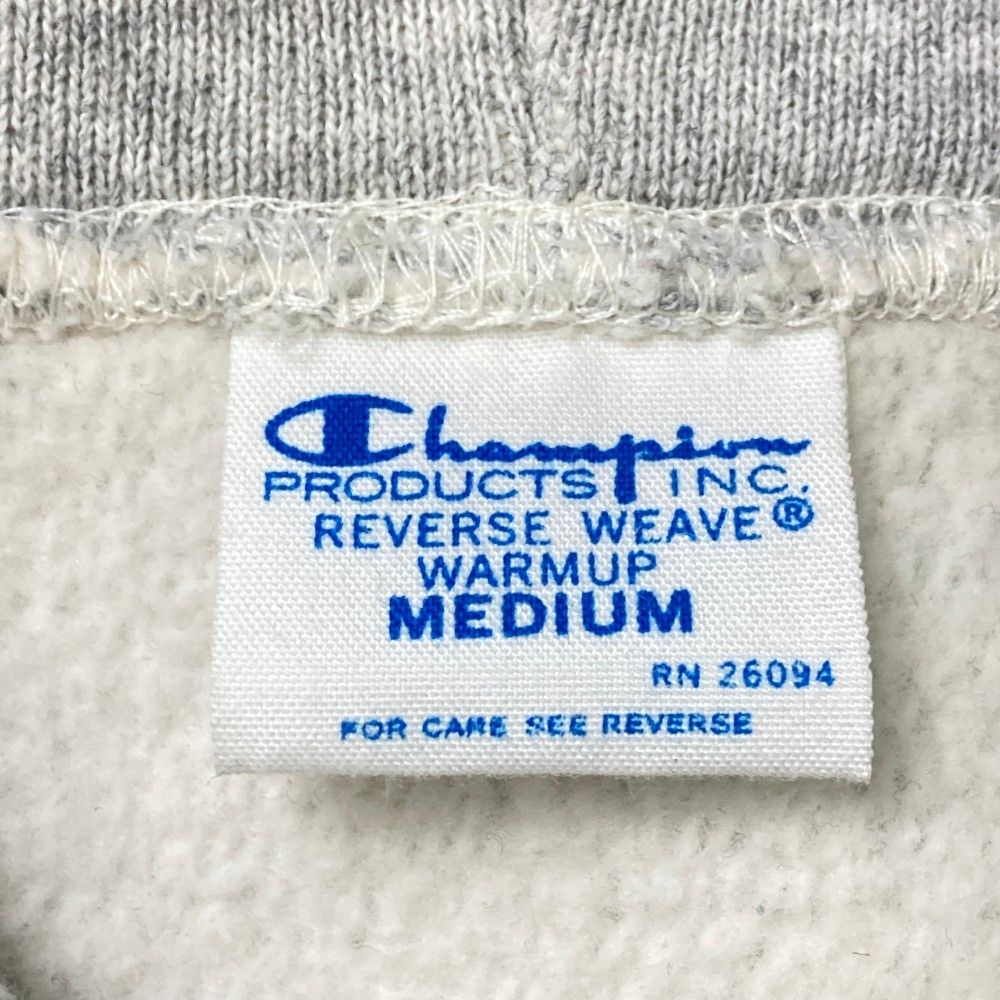 Champion
PRODUCTS INC.
REVERSE WEAVE®
WARMUP
MEDIUM
RN 26094
FOR CARE SEE REVERSE